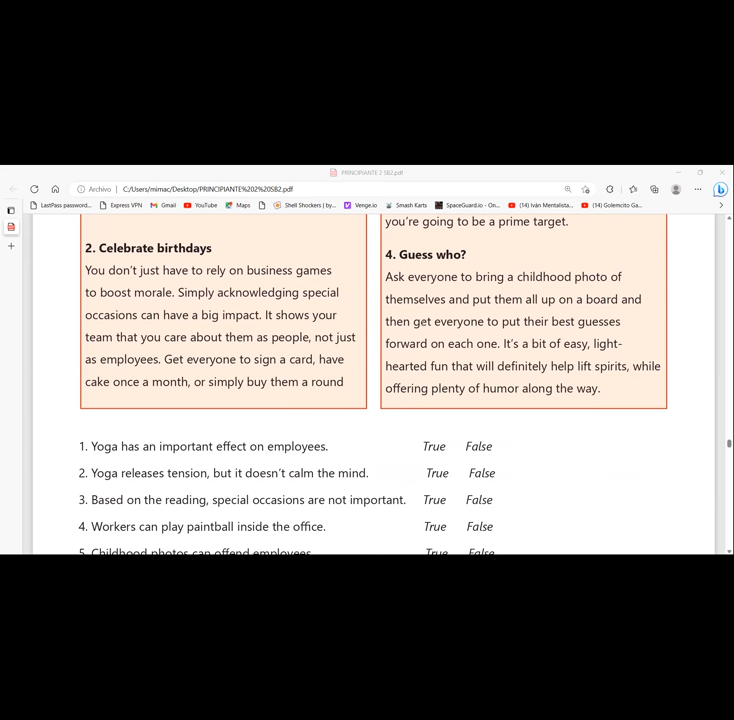 PRINCIPIANTE 2 SB2.pdf
Archivo | C:/Users/mimac/Desktop/PRINCIPIANTE%202%20SB2.pdf
LastPass password... Express VPN Gmail YouTube Maps Shell Shockers | by... Venge.io Smash Karts SpaceGuard.io - On... (14) Iván Mentalista... (14) Golemcito Ga...
2. Celebrate birthdays
You don't just have to rely on business games
to boost morale. Simply acknowledging special
occasions can have a big impact. It shows your
team that you care about them as people, not just
as employees. Get everyone to sign a card, have
cake once a month, or simply buy them a round
you're going to be a prime target.
4. Guess who?
Ask everyone to bring a childhood photo of
themselves and put them all up on a board and
then get everyone to put their best guesses
forward on each one. It's a bit of easy, light-
hearted fun that will definitely help lift spirits, while
offering plenty of humor along the way.
1. Yoga has an important effect on employees. True False
2. Yoga releases tension, but it doesn't calm the mind. True False
3. Based on the reading, special occasions are not important. True False
4. Workers can play paintball inside the office. True False
5. Childhood photos can offend employees. True False